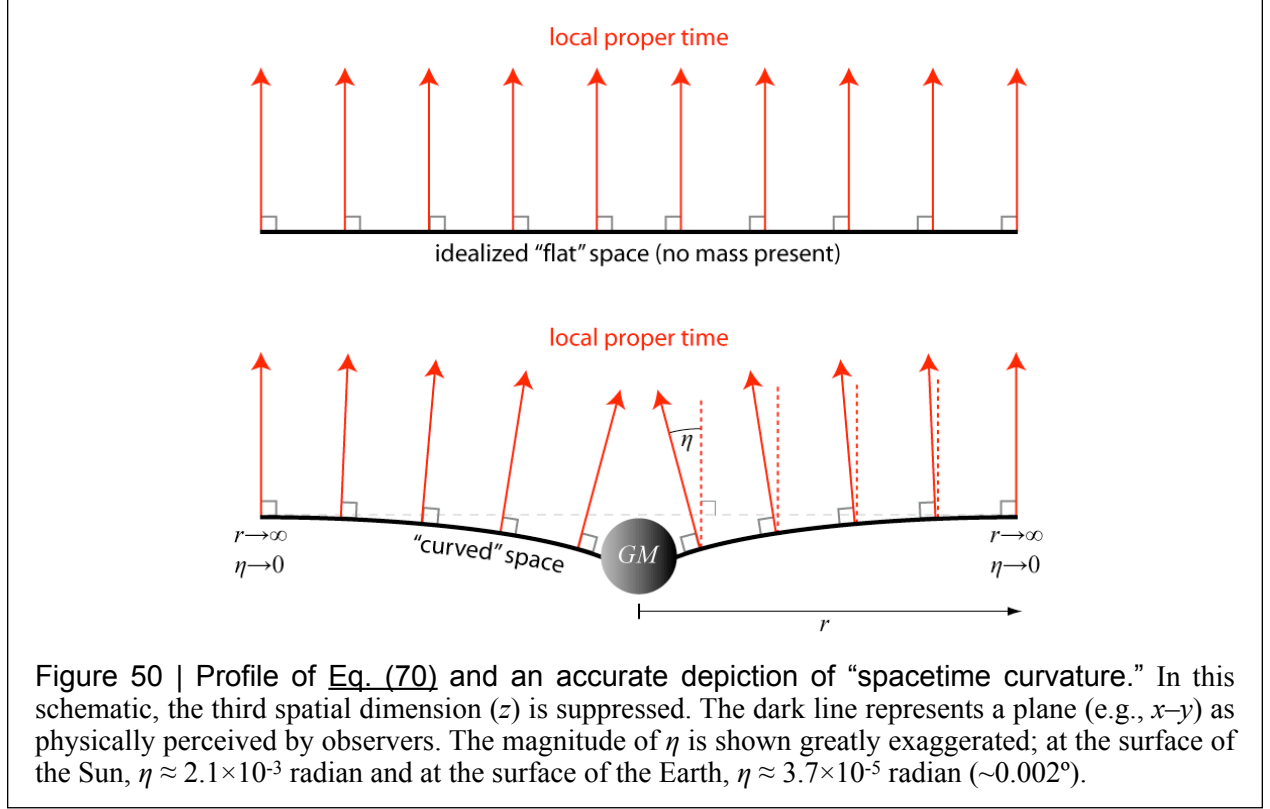 local proper time
idealized “flat” space (no mass present)
local proper time
η
r→∞
η→0
“curved” space
GM
r→∞
η→0
r
Figure 50 | Profile of Eq. (70) and an accurate depiction of “spacetime curvature.” In this
schematic, the third spatial dimension (z) is suppressed. The dark line represents a plane (e.g., x–y) as
physically perceived by observers. The magnitude of η is shown greatly exaggerated; at the surface of
the Sun, η ≈ 2.1×10⁻³ radian and at the surface of the Earth, η ≈ 3.7×10⁻⁵ radian (~0.002º).